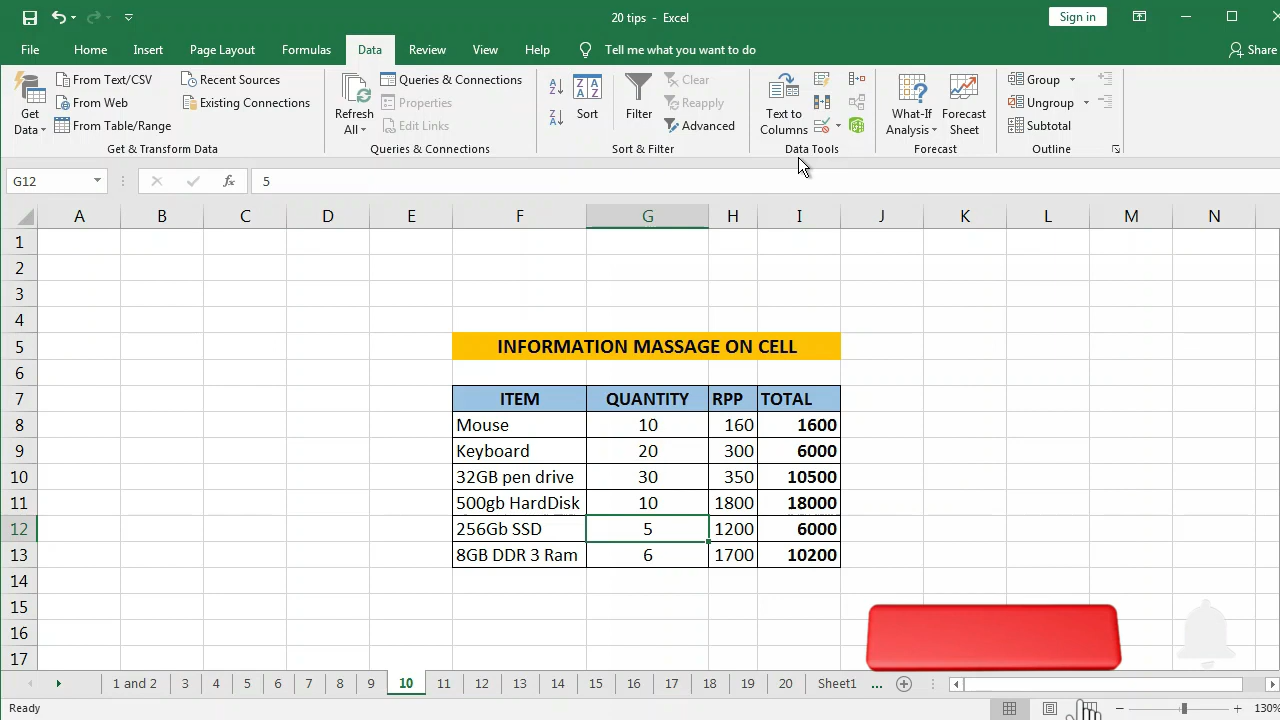 20 tips - Excel
Sign in
File Home Insert Page Layout Formulas Data Review View Help Tell me what you want to do Share
Get Data
From Text/CSV
From Web
From Table/Range
Recent Sources
Existing Connections
Get & Transform Data
Refresh All
Queries & Connections
Properties
Edit Links
Queries & Connections
Sort
Filter
Clear
Reapply
Advanced
Sort & Filter
Text to Columns
Data Tools
What-If Analysis
Forecast Sheet
Forecast
Group
Ungroup
Subtotal
Outline
G12 fx 5
A B C D E F G H I J K L M N
1
2
3
4
5 INFORMATION MASSAGE ON CELL
6
7 ITEM QUANTITY RPP TOTAL
8 Mouse 10 160 1600
9 Keyboard 20 300 6000
10 32GB pen drive 30 350 10500
11 500gb HardDisk 10 1800 18000
12 256Gb SSD 5 1200 6000
13 8GB DDR 3 Ram 6 1700 10200
14
15
16
17
1 and 2 3 4 5 6 7 8 9 10 11 12 13 14 15 16 17 18 19 20 Sheet1 ...
Ready 130%